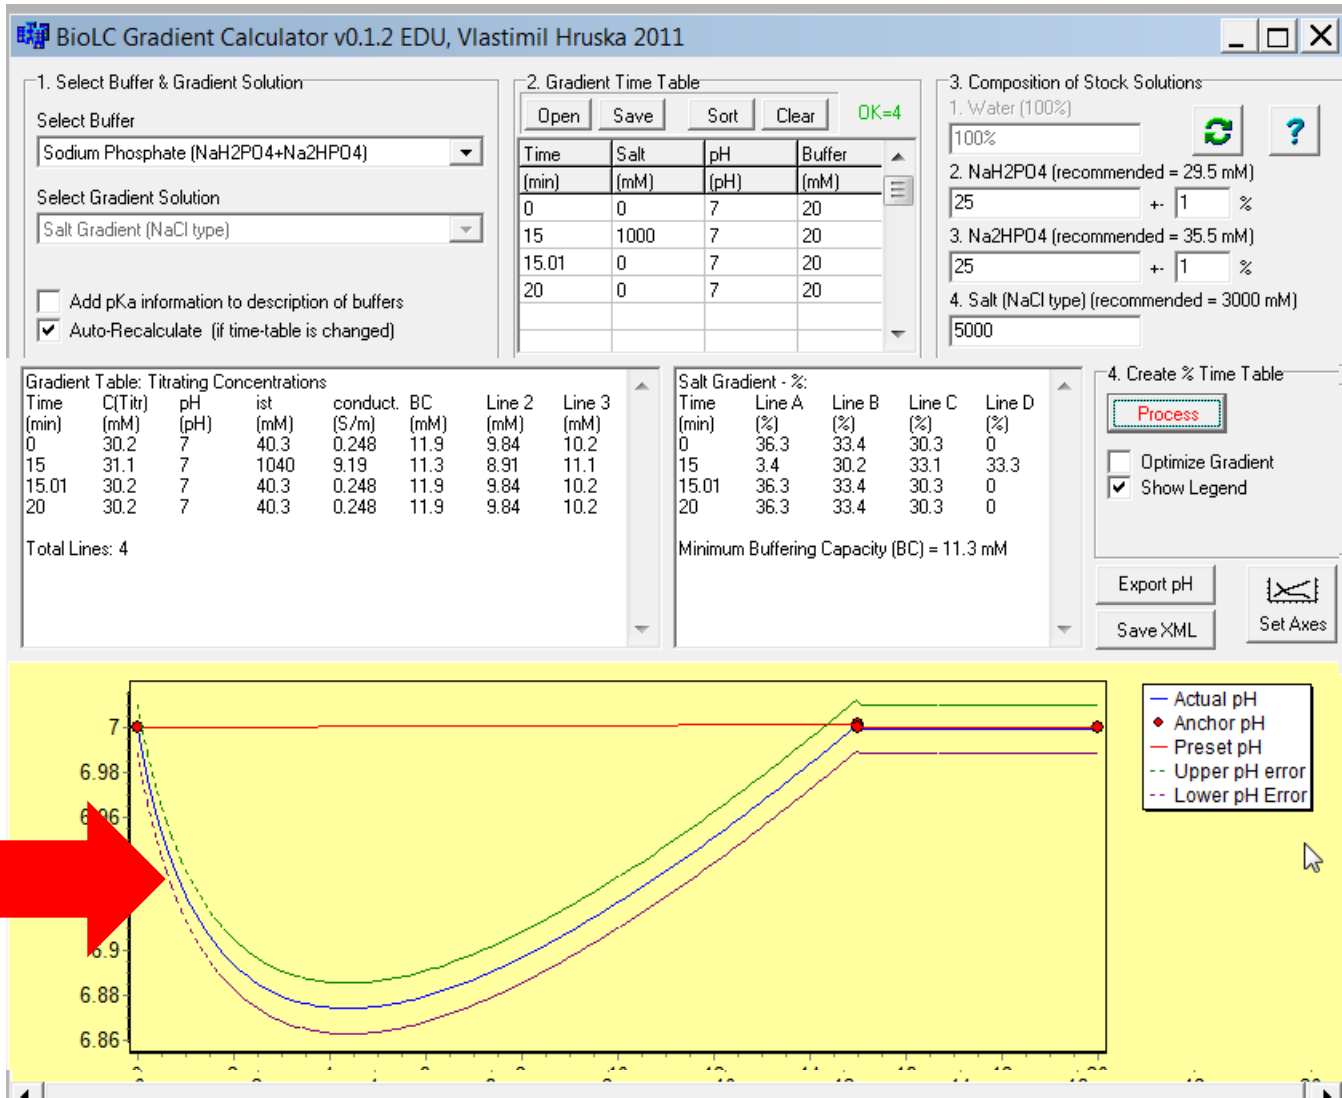 BioLC Gradient Calculator v0.1.2 EDU, Vlastimil Hruska 2011
1. Select Buffer & Gradient Solution
Select Buffer
Sodium Phosphate (NaH2PO4+Na2HPO4)
Select Gradient Solution
Salt Gradient (NaCl type)
Add pKa information to description of buffers
Auto-Recalculate (if time-table is changed)
2. Gradient Time Table
Open Save Sort Clear OK=4
Time Salt pH Buffer
(min) (mM) (pH) (mM)
0 0 7 20
15 1000 7 20
15.01 0 7 20
20 0 7 20
3. Composition of Stock Solutions
1. Water (100%)
100%
?
2. NaH2PO4 (recommended = 29.5 mM)
25 +- 1 %
3. Na2HPO4 (recommended = 35.5 mM)
25 +- 1 %
4. Salt (NaCl type) (recommended = 3000 mM)
5000
Gradient Table: Titrating Concentrations
Time C(Titr) pH ist conduct. BC Line 2 Line 3
(min) (mM) (pH) (mM) (S/m) (mM) (mM) (mM)
0 30.2 7 40.3 0.248 11.9 9.84 10.2
15 31.1 7 1040 9.19 11.3 8.91 11.1
15.01 30.2 7 40.3 0.248 11.9 9.84 10.2
20 30.2 7 40.3 0.248 11.9 9.84 10.2
Total Lines: 4
Salt Gradient - %:
Time Line A Line B Line C Line D
(min) (%) (%) (%) (%)
0 36.3 33.4 30.3 0
15 3.4 30.2 33.1 33.3
15.01 36.3 33.4 30.3 0
20 36.3 33.4 30.3 0
Minimum Buffering Capacity (BC) = 11.3 mM
4. Create % Time Table
Process
Optimize Gradient
Show Legend
Export pH
Save XML
Set Axes
7
6.98
6.96
6.9
6.88
6.86
Actual pH
Anchor pH
Preset pH
Upper pH error
Lower pH Error